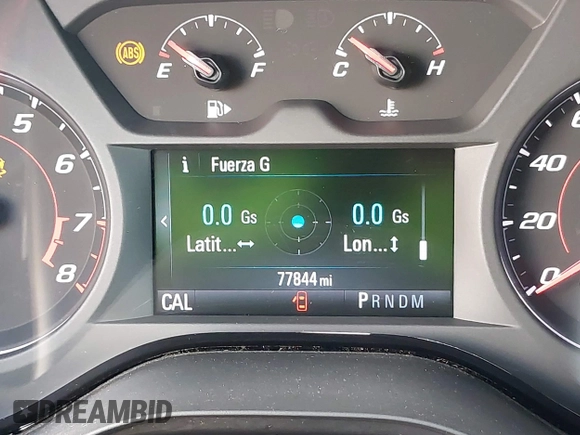 ABS
E F
C H
5
6
7
8
i Fuerza G
0.0 Gs
Latit...↔
0.0 Gs
Lon...↕
77844 mi
CAL
PRNDM
40
20
0
DREAMBID